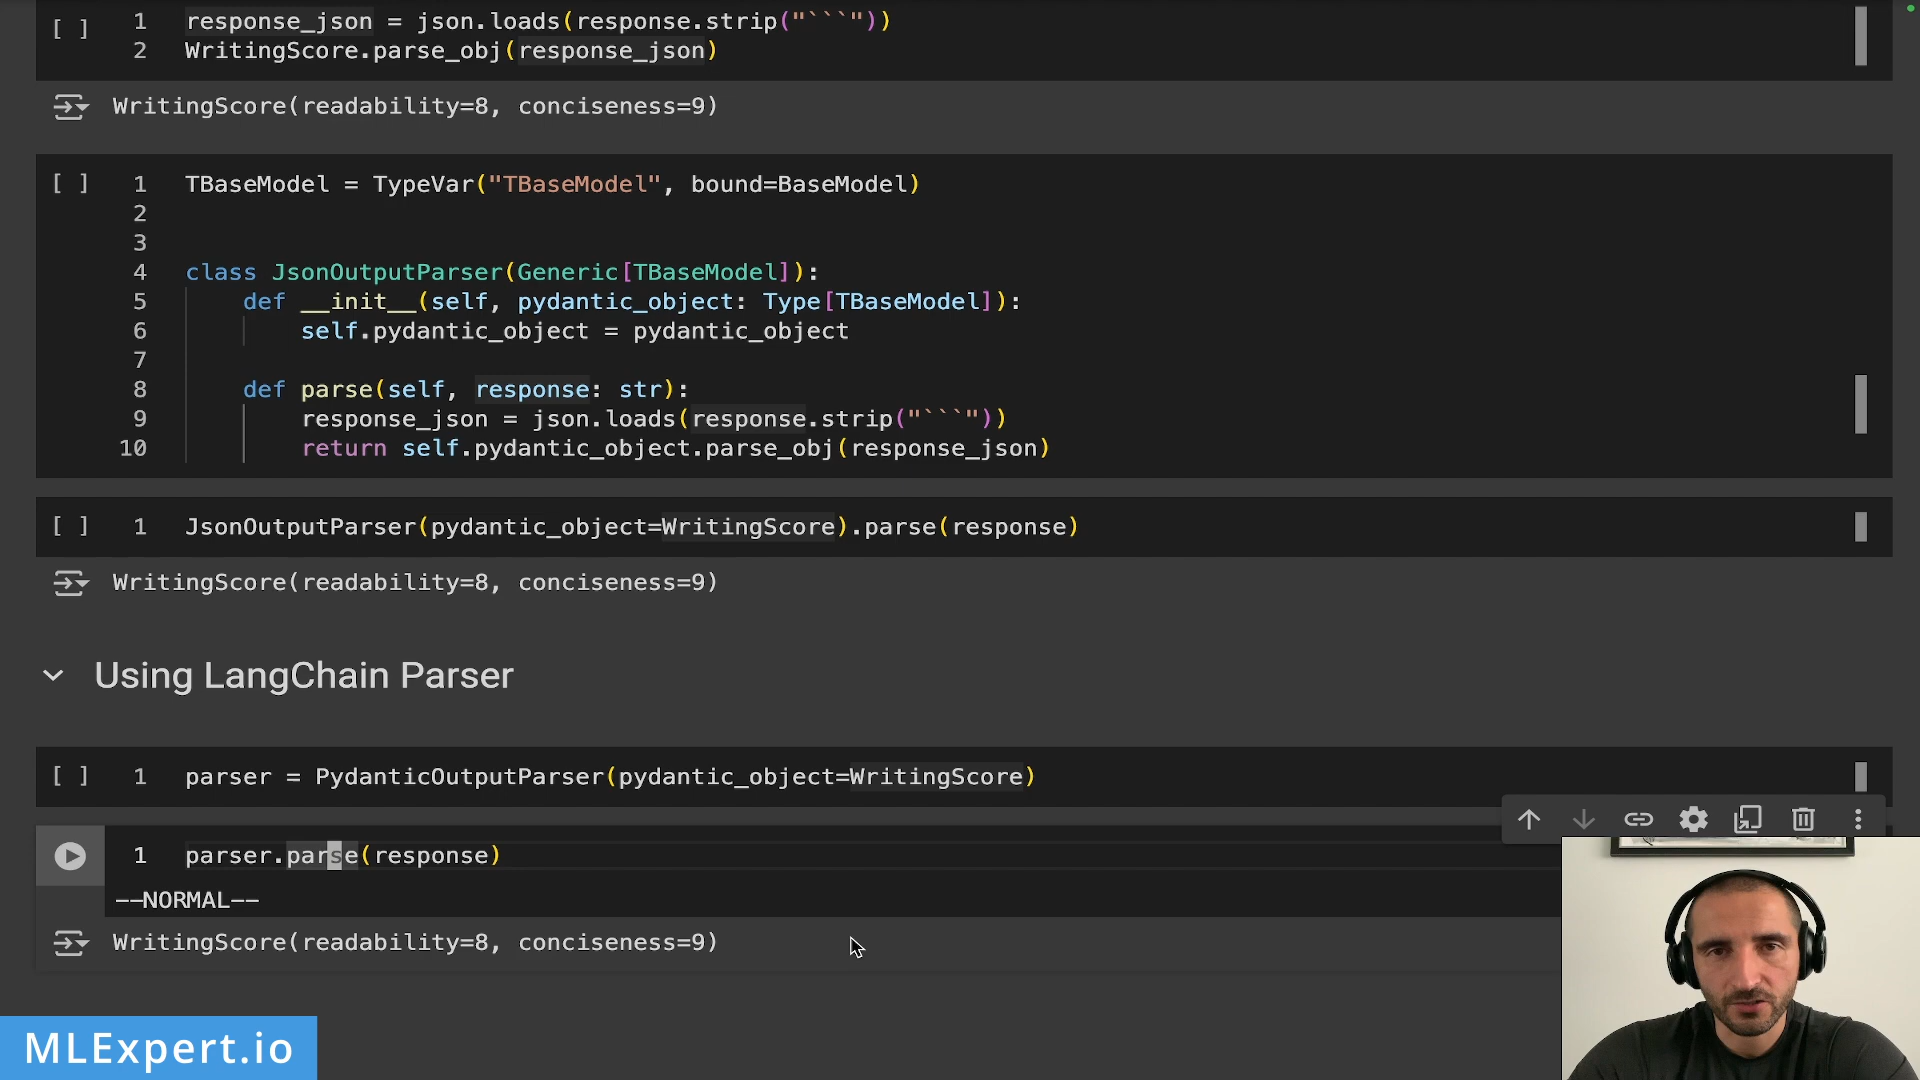 [ ] 1 response_json = json.loads(response.strip("```"))
2 WritingScore.parse_obj(response_json)
WritingScore(readability=8, conciseness=9)
[ ] 1 TBaseModel = TypeVar("TBaseModel", bound=BaseModel)
2
3
4 class JsonOutputParser(Generic[TBaseModel]):
5 def __init__(self, pydantic_object: Type[TBaseModel]):
6 self.pydantic_object = pydantic_object
7
8 def parse(self, response: str):
9 response_json = json.loads(response.strip("```"))
10 return self.pydantic_object.parse_obj(response_json)
[ ] 1 JsonOutputParser(pydantic_object=WritingScore).parse(response)
WritingScore(readability=8, conciseness=9)
Using LangChain Parser
[ ] 1 parser = PydanticOutputParser(pydantic_object=WritingScore)
1 parser.parse(response)
--NORMAL--
WritingScore(readability=8, conciseness=9)
MLExpert.io